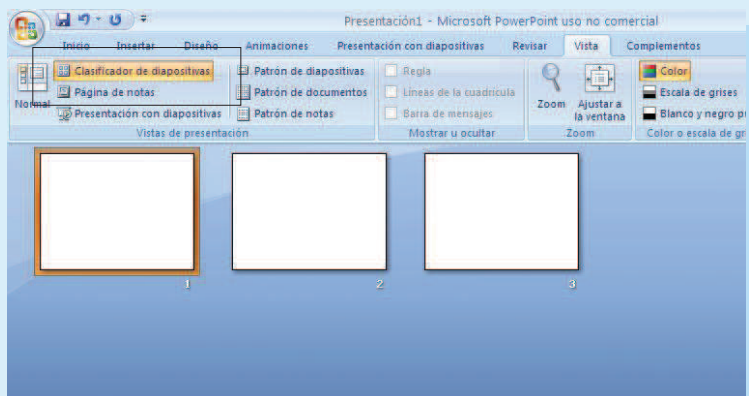 Presentación1 - Microsoft PowerPoint uso no comercial
Inicio Insertar Diseño Animaciones Presentación con diapositivas Revisar Vista Complementos
Normal
Clasificador de diapositivas
Página de notas
Presentación con diapositivas
Patrón de diapositivas
Patrón de documentos
Patrón de notas
Vistas de presentación
Regla
Líneas de la cuadrícula
Barra de mensajes
Mostrar u ocultar
Zoom
Ajustar a
la ventana
Zoom
Color
Escala de grises
Blanco y negro
Color o escala de gr
1
2
3